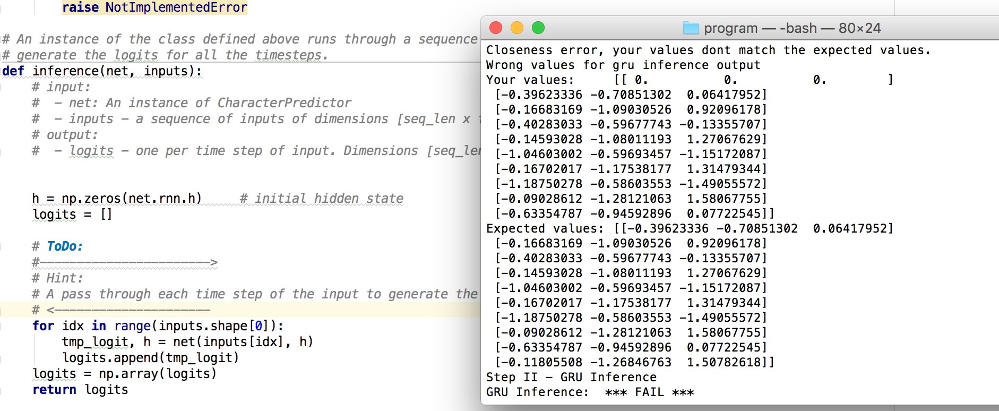 raise NotImplementedError
# An instance of the class defined above runs through a sequence
# generate the logits for all the timesteps.
def inference(net, inputs):
# input:
#  - net: An instance of CharacterPredictor
#  - inputs - a sequence of inputs of dimensions [seq_len x
# output:
#  - logits - one per time step of input. Dimensions [seq_len
h = np.zeros(net.rnn.h)     # initial hidden state
logits = []
# ToDo:
#----------------------->
# Hint:
# A pass through each time step of the input to generate the
# <---------------------
for idx in range(inputs.shape[0]):
tmp_logit, h = net(inputs[idx], h)
logits.append(tmp_logit)
logits = np.array(logits)
return logits
program — -bash — 80×24
Closeness error, your values dont match the expected values.
Wrong values for gru inference output
Your values:     [[ 0.          0.          0.        ]
[-0.39623336 -0.70851302  0.06417952]
[-0.16683169 -1.09030526  0.92096178]
[-0.40283033 -0.59677743 -0.13355707]
[-0.14593028 -1.08011193  1.27067629]
[-1.04603002 -0.59693457 -1.15172087]
[-0.16702017 -1.17538177  1.31479344]
[-1.18750278 -0.58603553 -1.49055572]
[-0.09028612 -1.28121063  1.58067755]
[-0.63354787 -0.94592896  0.07722545]]
Expected values: [[-0.39623336 -0.70851302  0.06417952]
[-0.16683169 -1.09030526  0.92096178]
[-0.40283033 -0.59677743 -0.13355707]
[-0.14593028 -1.08011193  1.27067629]
[-1.04603002 -0.59693457 -1.15172087]
[-0.16702017 -1.17538177  1.31479344]
[-1.18750278 -0.58603553 -1.49055572]
[-0.09028612 -1.28121063  1.58067755]
[-0.63354787 -0.94592896  0.07722545]
[-0.11805508 -1.26846763  1.50782618]]
Step II - GRU Inference
GRU Inference:  *** FAIL ***